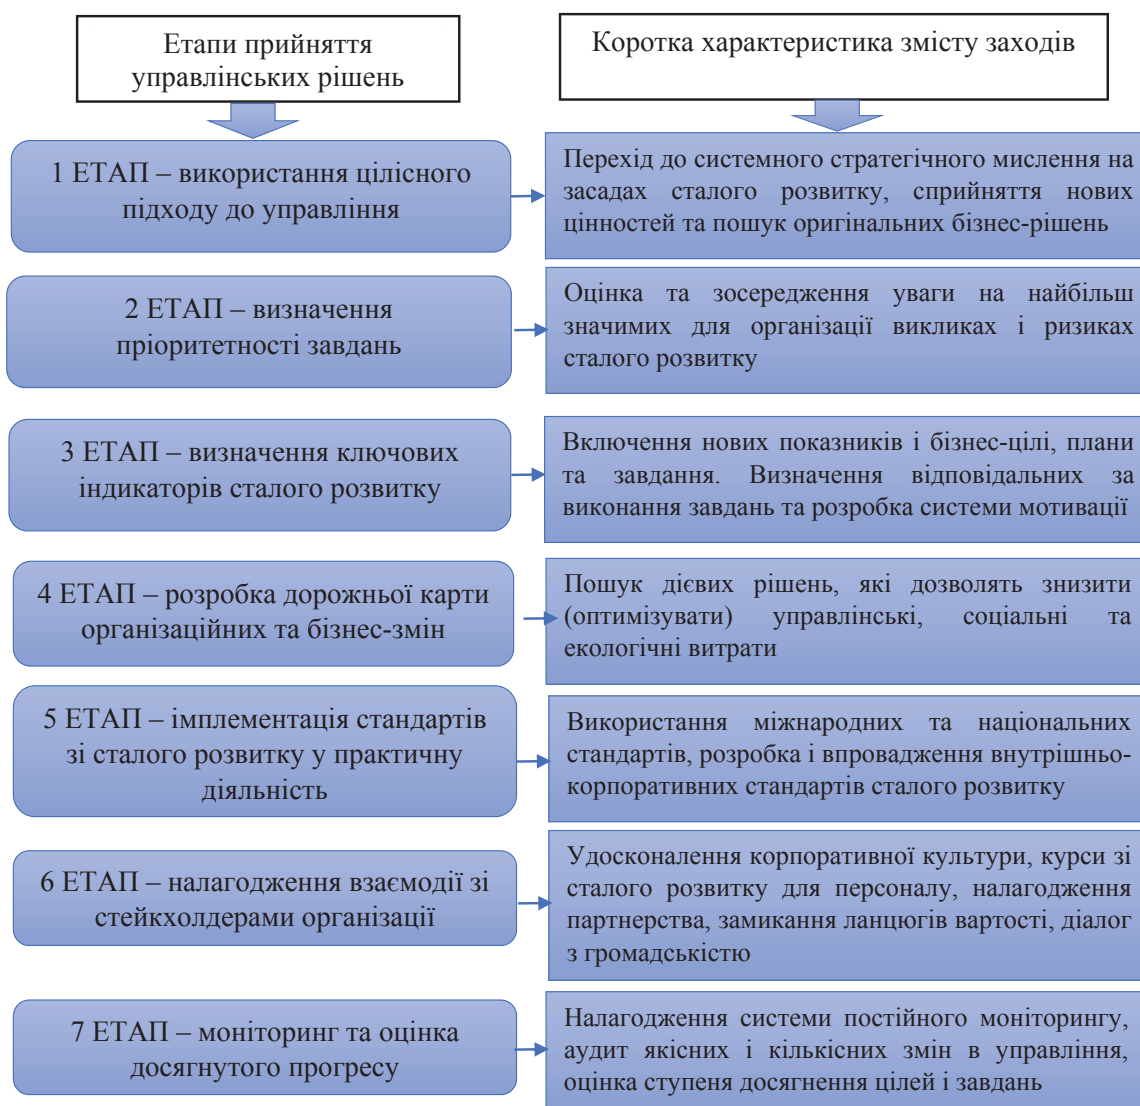 Етапи прийняття
управлінських рішень
Коротка характеристика змісту заходів
1 ЕТАП – використання цілісного
підходу до управління
Перехід до системного стратегічного мислення на
засадах сталого розвитку, сприйняття нових
цінностей та пошук оригінальних бізнес-рішень
2 ЕТАП – визначення
пріоритетності завдань
Оцінка та зосередження уваги на найбільш
значимих для організації викликах і ризиках
сталого розвитку
3 ЕТАП – визначення ключових
індикаторів сталого розвитку
Включення нових показників і бізнес-цілі, плани
та завдання. Визначення відповідальних за
виконання завдань та розробка системи мотивації
4 ЕТАП – розробка дорожньої карти
організаційних та бізнес-змін
Пошук дієвих рішень, які дозволять знизити
(оптимізувати) управлінські, соціальні та
екологічні витрати
5 ЕТАП – імплементація стандартів
зі сталого розвитку у практичну
діяльність
Використання міжнародних та національних
стандартів, розробка і впровадження внутрішньо-
корпоративних стандартів сталого розвитку
6 ЕТАП – налагодження взаємодії зі
стейкхолдерами організації
Удосконалення корпоративної культури, курси зі
сталого розвитку для персоналу, налагодження
партнерства, замикання ланцюгів вартості, діалог
з громадськістю
7 ЕТАП – моніторинг та оцінка
досягнутого прогресу
Налагодження системи постійного моніторингу,
аудит якісних і кількісних змін в управління,
оцінка ступеня досягнення цілей і завдань